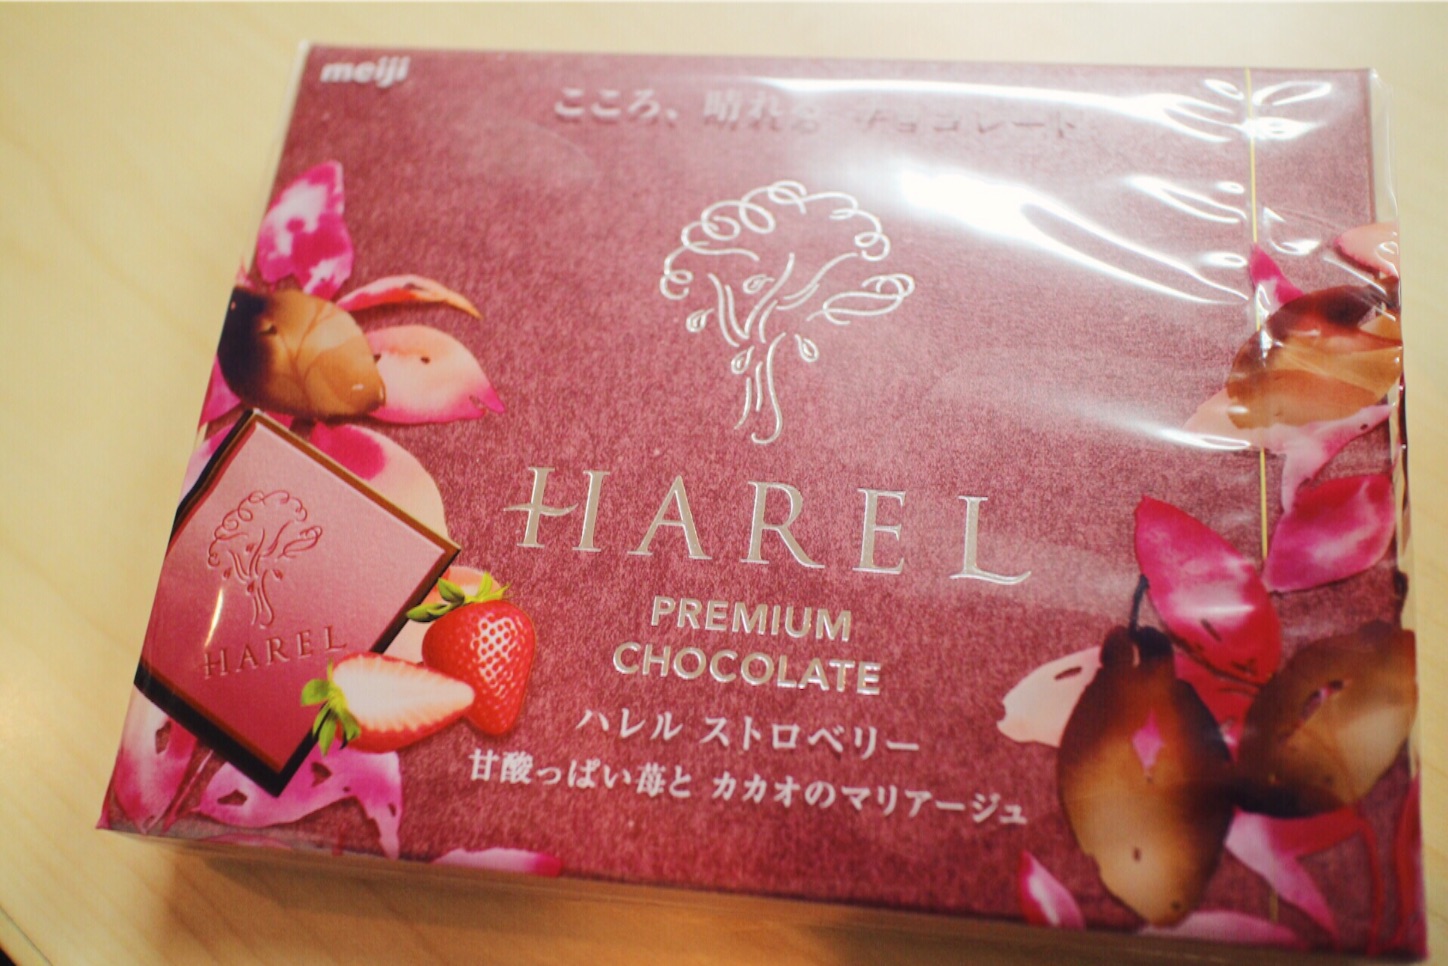 meiji
こころ、晴れる チョコレート
HAREL
PREMIUM
CHOCOLATE
ハレル ストロベリー
甘酸っぱい苺と カカオのマリアージュ
HAREL